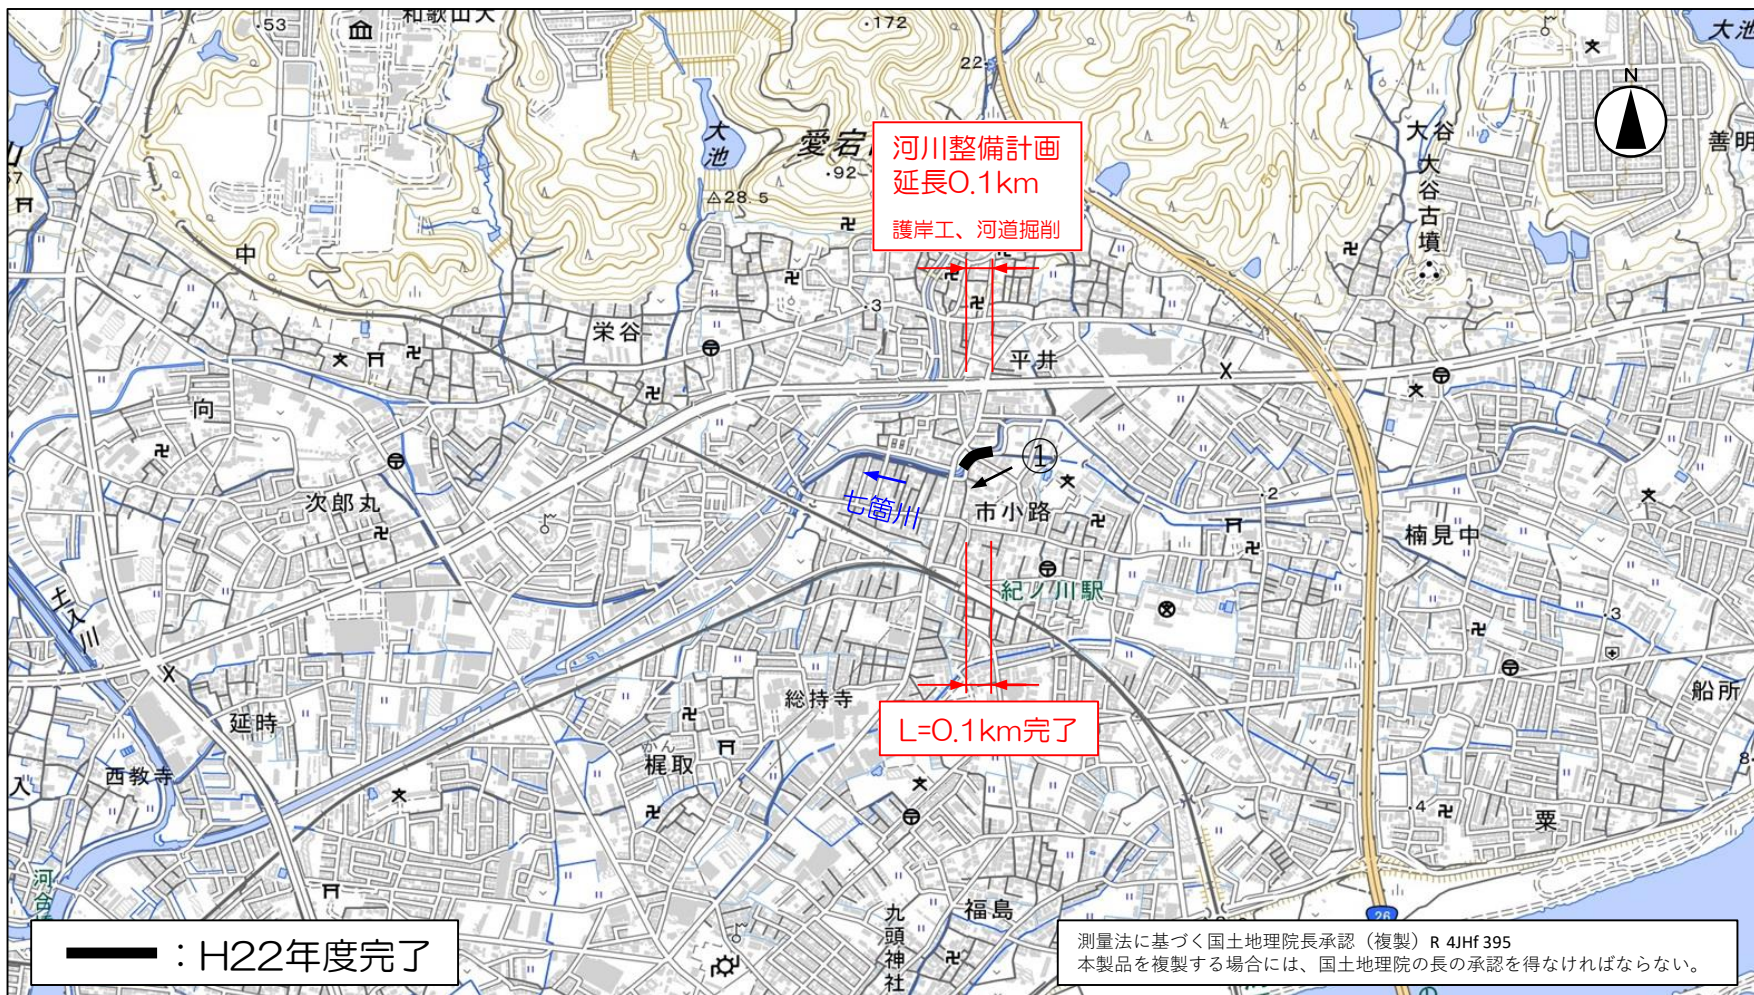 和歌山大
大池
・53
・172
22
N
大池
愛宕
・92
28.5
大谷
大谷古墳
善明
50
河川整備計画
延長0.1km
護岸工、河道掘削
中
栄谷
・3
平井
向
①
次郎丸
七箇川
市小路
・2
楠見中
土入川
紀ノ川駅
・3
総持寺
船所
延時
L=0.1km完了
かん
梶取
西教寺
入
・4
粟
8
河合
福島
九頭神社
26
：H22年度完了
測量法に基づく国土地理院長承認（複製）R 4JHf 395
本製品を複製する場合には、国土地理院の長の承認を得なければならない。